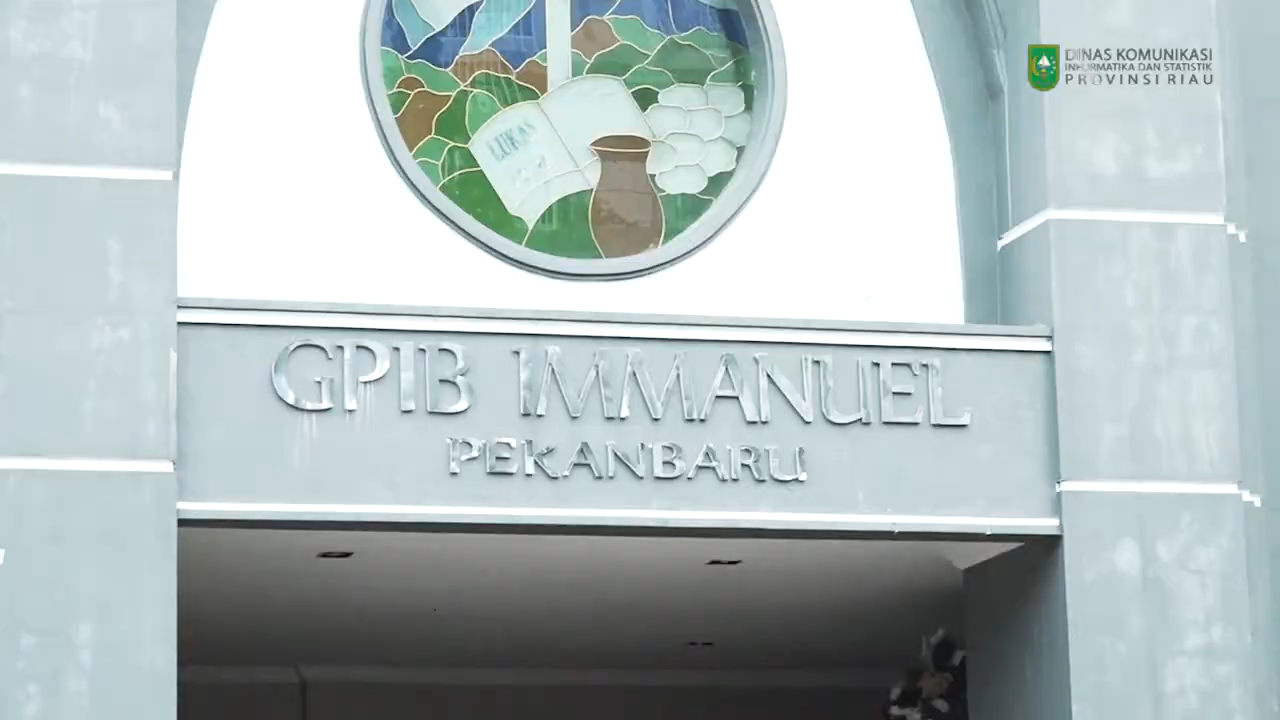 DINAS KOMUNIKASI
INFORMATIKA DAN STATISTIK
PROVINSI RIAU
LUKAS
GPIB IMMANUEL
PEKANBARU